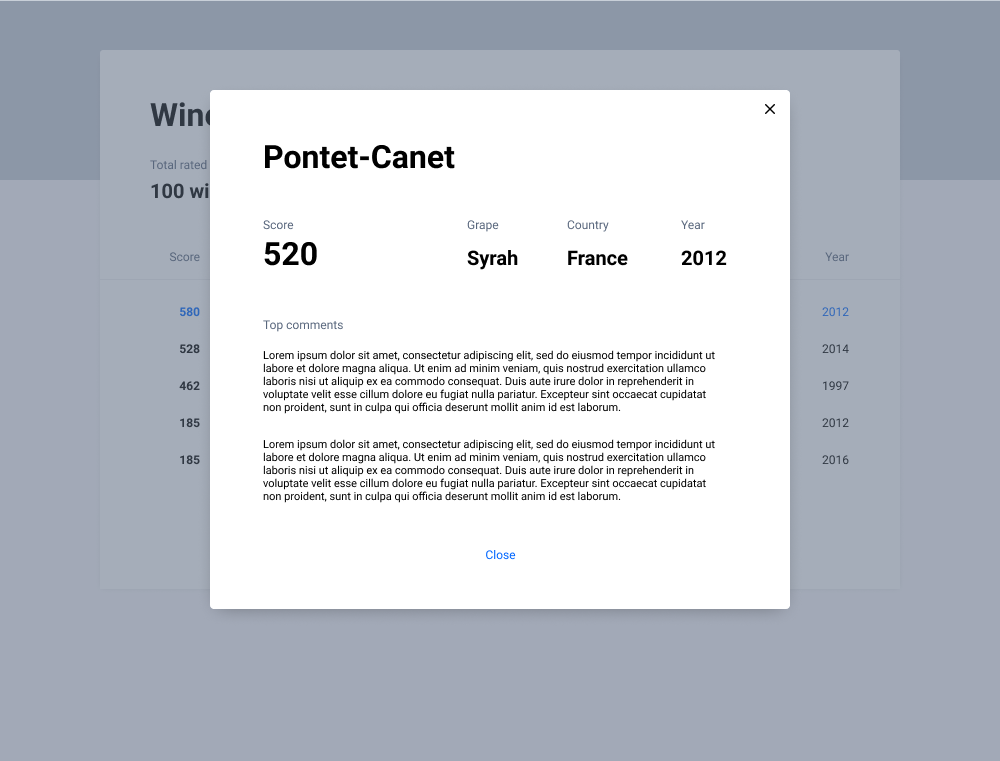 Wine
Total rated
100 wi
Score
Year
580
2012
528
2014
462
1997
185
2012
185
2016
Pontet-Canet
Score
Grape
Country
Year
520
Syrah
France
2012
Top comments
Lorem ipsum dolor sit amet, consectetur adipiscing elit, sed do eiusmod tempor incididunt ut
labore et dolore magna aliqua. Ut enim ad minim veniam, quis nostrud exercitation ullamco
laboris nisi ut aliquip ex ea commodo consequat. Duis aute irure dolor in reprehenderit in
voluptate velit esse cillum dolore eu fugiat nulla pariatur. Excepteur sint occaecat cupidatat
non proident, sunt in culpa qui officia deserunt mollit anim id est laborum.
Lorem ipsum dolor sit amet, consectetur adipiscing elit, sed do eiusmod tempor incididunt ut
labore et dolore magna aliqua. Ut enim ad minim veniam, quis nostrud exercitation ullamco
laboris nisi ut aliquip ex ea commodo consequat. Duis aute irure dolor in reprehenderit in
voluptate velit esse cillum dolore eu fugiat nulla pariatur. Excepteur sint occaecat cupidatat
non proident, sunt in culpa qui officia deserunt mollit anim id est laborum.
Close